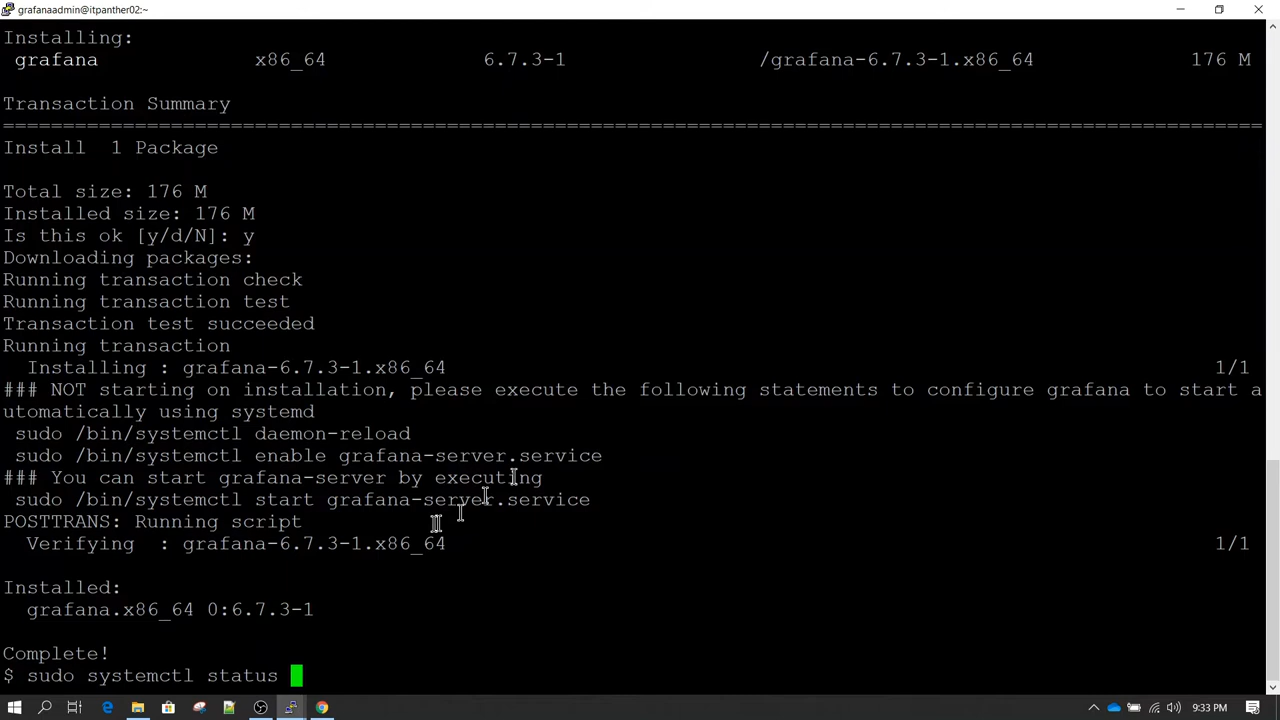 grafanaadmin@itpanther02:~
Installing:
grafana x86_64 6.7.3-1 /grafana-6.7.3-1.x86_64 176 M
Transaction Summary
================================================================================
Install  1 Package
Total size: 176 M
Installed size: 176 M
Is this ok [y/d/N]: y
Downloading packages:
Running transaction check
Running transaction test
Transaction test succeeded
Running transaction
Installing : grafana-6.7.3-1.x86_64 1/1
### NOT starting on installation, please execute the following statements to configure grafana to start a
utomatically using systemd
sudo /bin/systemctl daemon-reload
sudo /bin/systemctl enable grafana-server.service
### You can start grafana-server by executing
sudo /bin/systemctl start grafana-server.service
POSTTRANS: Running script
Verifying  : grafana-6.7.3-1.x86_64 1/1
Installed:
grafana.x86_64 0:6.7.3-1
Complete!
$ sudo systemctl status
9:33 PM